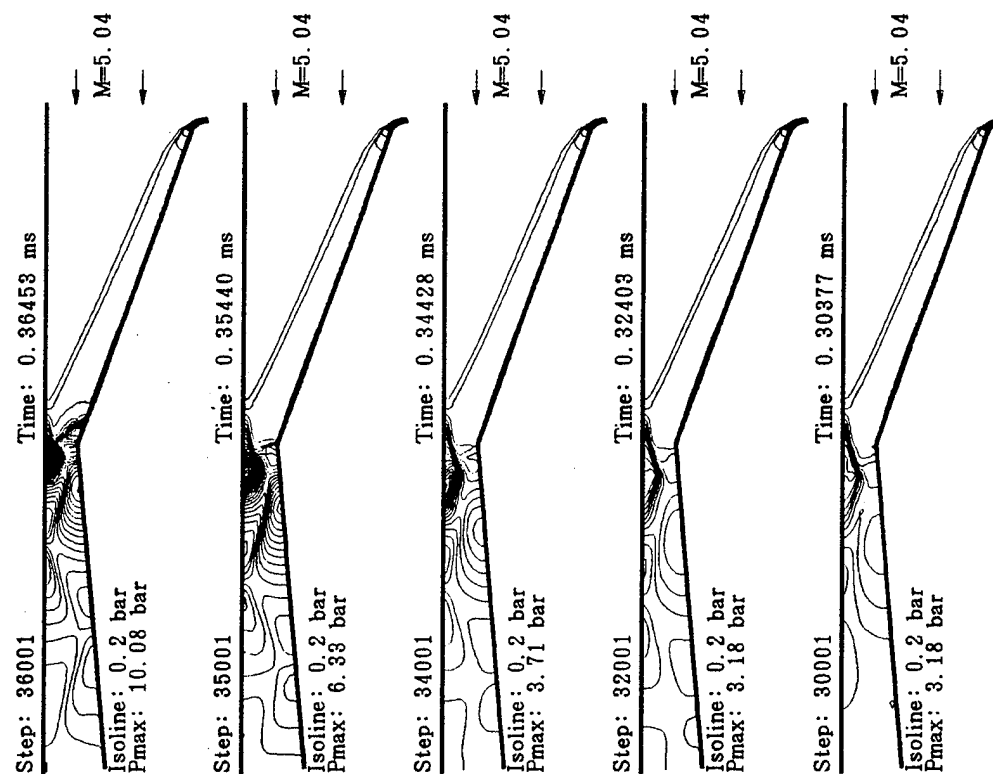 Step: 36001 Time: 0.36453 ms
M=5.04
Isoline: 0.2 bar
Pmax: 10.08 bar
Step: 35001 Time: 0.35440 ms
M=5.04
Isoline: 0.2 bar
Pmax: 6.33 bar
Step: 34001 Time: 0.34428 ms
M=5.04
Isoline: 0.2 bar
Pmax: 3.71 bar
Step: 32001 Time: 0.32403 ms
M=5.04
Isoline: 0.2 bar
Pmax: 3.18 bar
Step: 30001 Time: 0.30377 ms
M=5.04
Isoline: 0.2 bar
Pmax: 3.18 bar